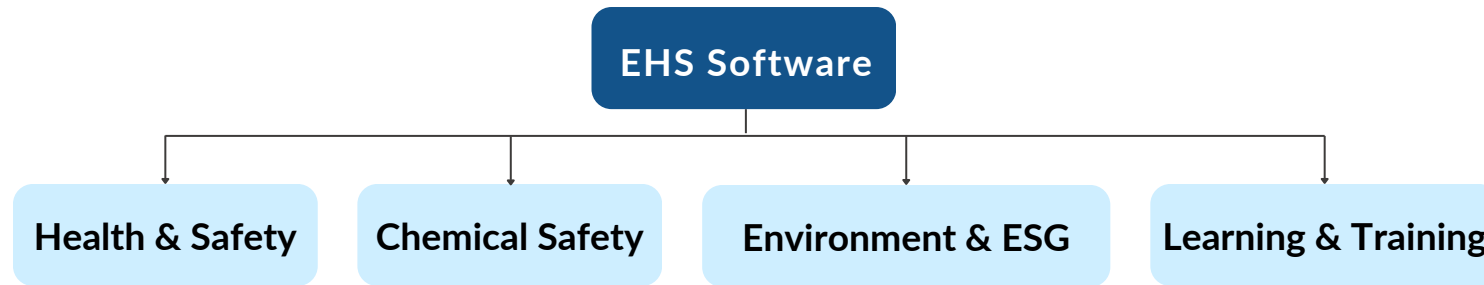 EHS Software
Health & Safety
Chemical Safety
Environment & ESG
Learning & Training